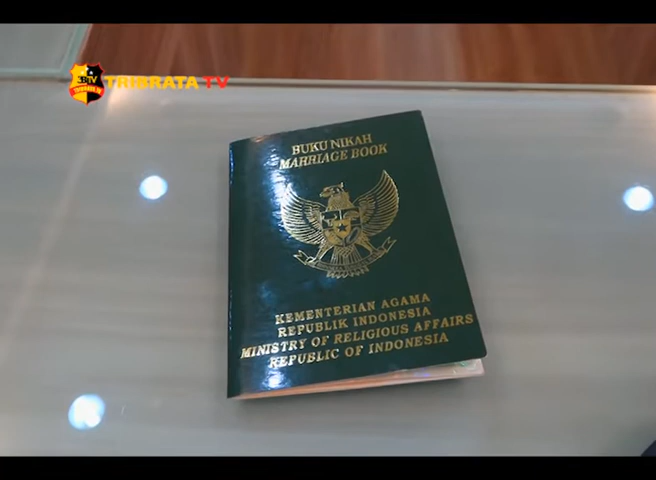 TRIBRATA TV
BUKU NIKAH
MARRIAGE BOOK
KEMENTERIAN AGAMA
REPUBLIK INDONESIA
MINISTRY OF RELIGIOUS AFFAIRS
REPUBLIC OF INDONESIA